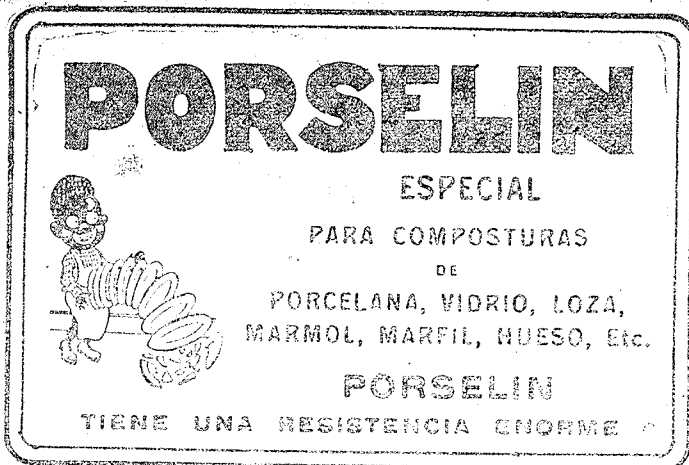 PORSELIN
ESPECIAL
PARA COMPOSTURAS
DE
PORCELANA, VIDRIO, LOZA,
MARMOL, MARFIL, HUESO, Etc.
PORSELIN
TIENE UNA RESISTENCIA ENORME